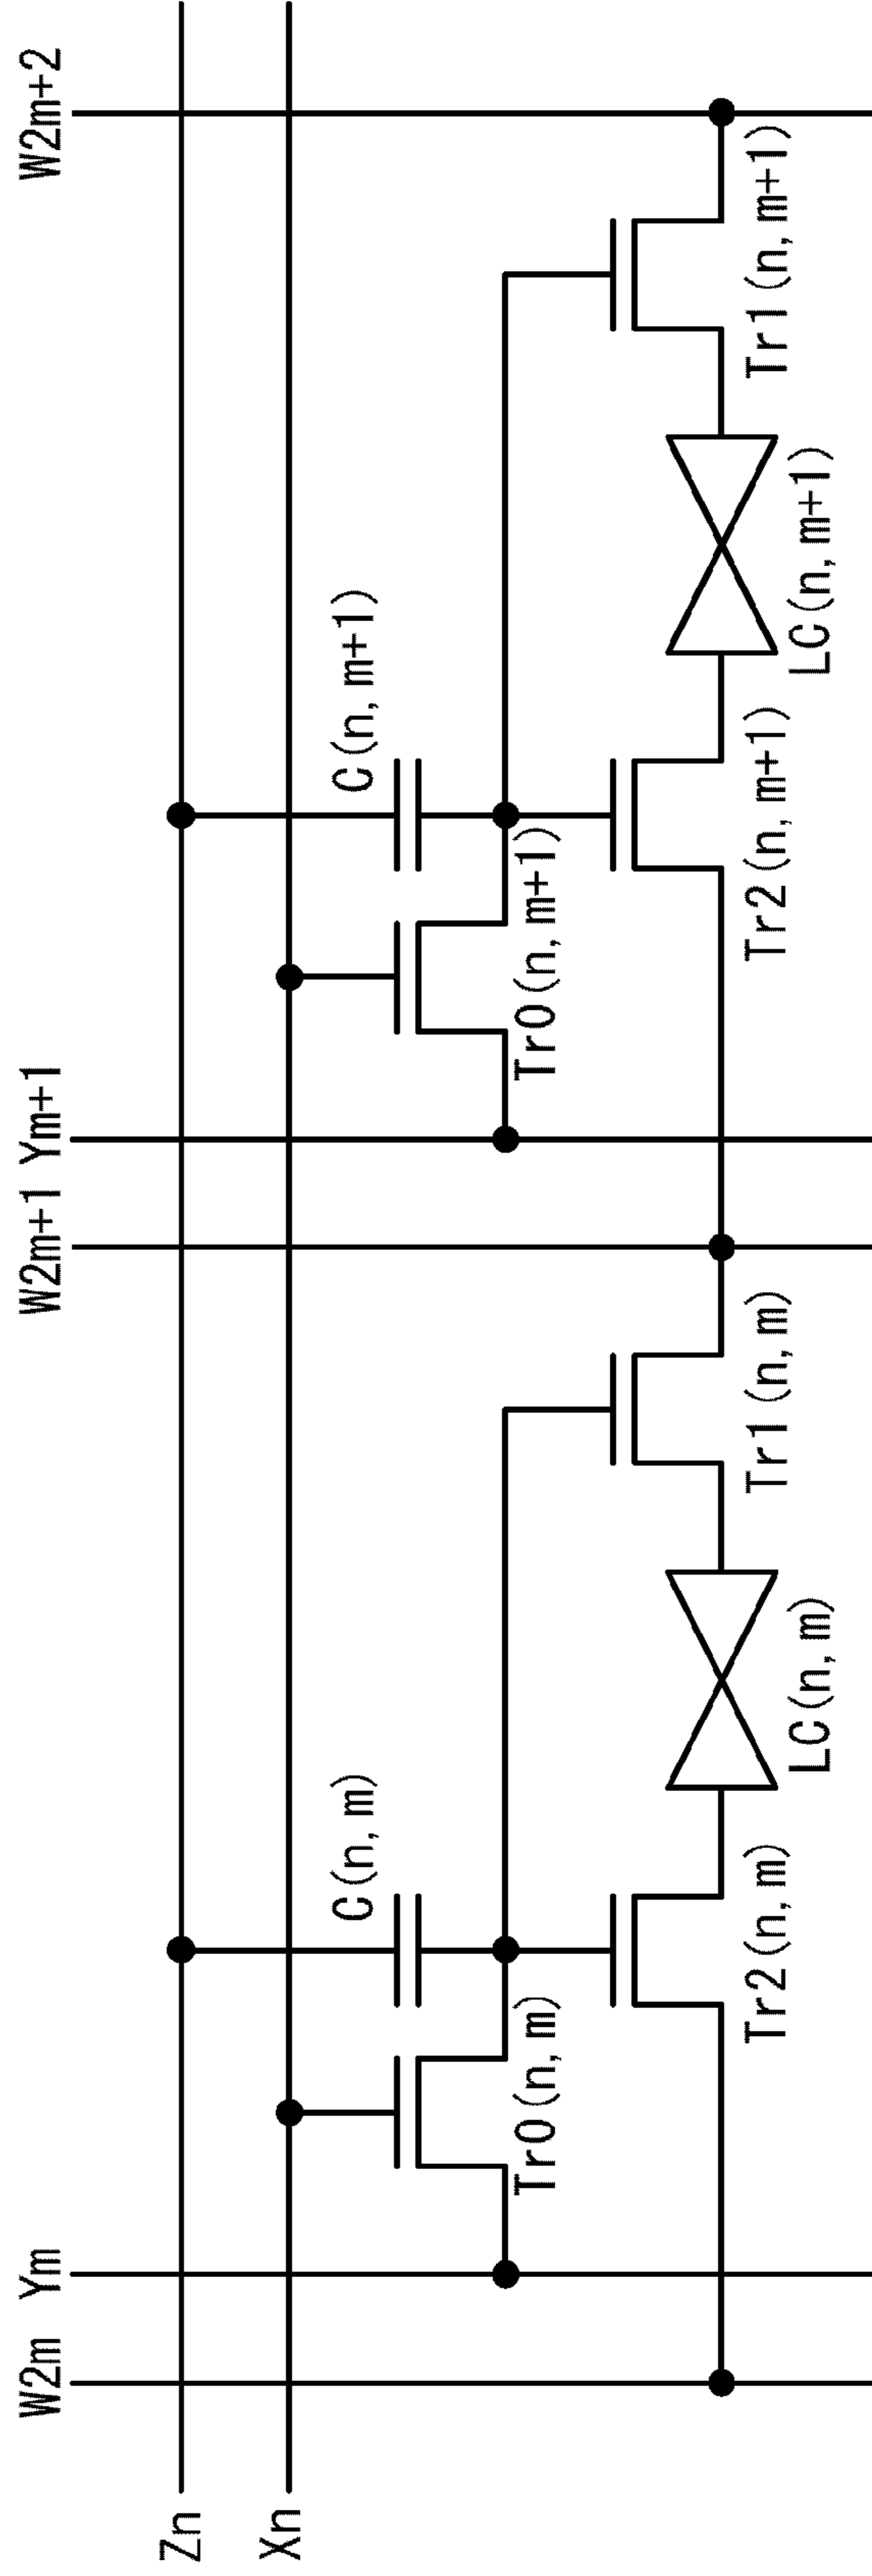 W2m Ym W2m+1 Ym+1 W2m+2
Zn
Xn
C(n,m) C(n,m+1)
Tr0(n,m) Tr0(n,m+1)
Tr2(n,m) Tr1(n,m) Tr2(n,m+1) Tr1(n,m+1)
LC(n,m) LC(n,m+1)